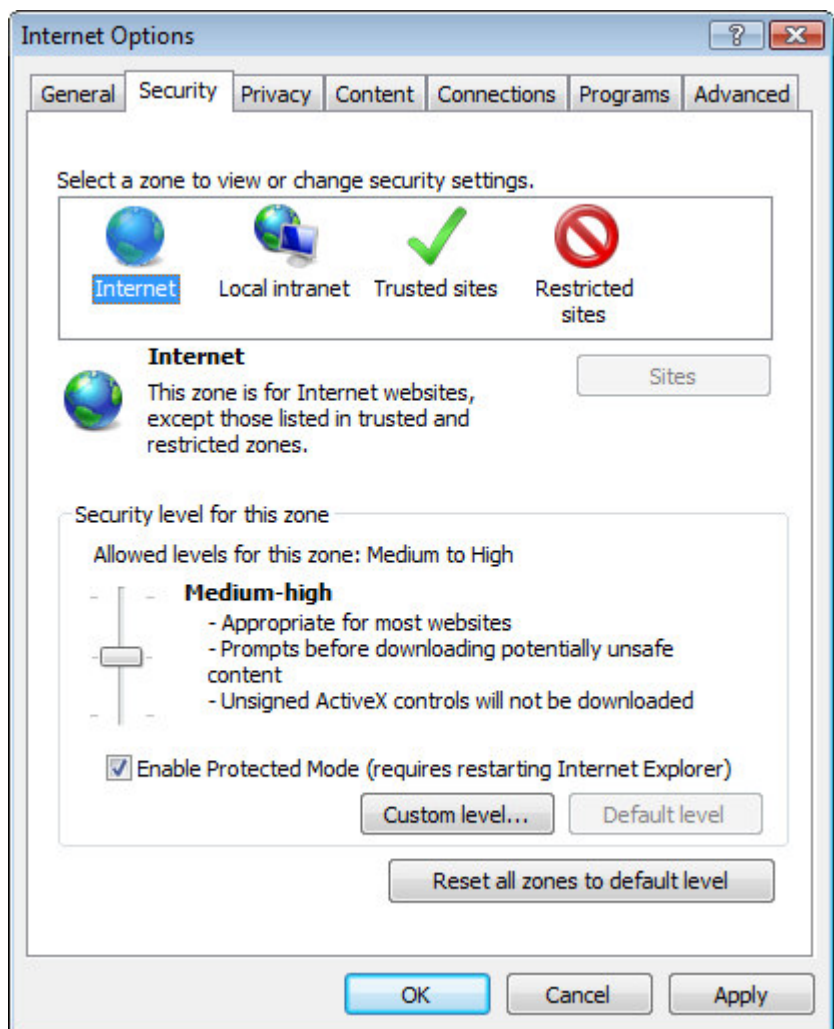 Internet Options
General Security Privacy Content Connections Programs Advanced
Select a zone to view or change security settings.
Internet Local intranet Trusted sites Restricted
sites
Internet
Sites
This zone is for Internet websites,
except those listed in trusted and
restricted zones.
Security level for this zone
Allowed levels for this zone: Medium to High
Medium-high
- Appropriate for most websites
- Prompts before downloading potentially unsafe
content
- Unsigned ActiveX controls will not be downloaded
Enable Protected Mode (requires restarting Internet Explorer)
Custom level... Default level
Reset all zones to default level
OK Cancel Apply